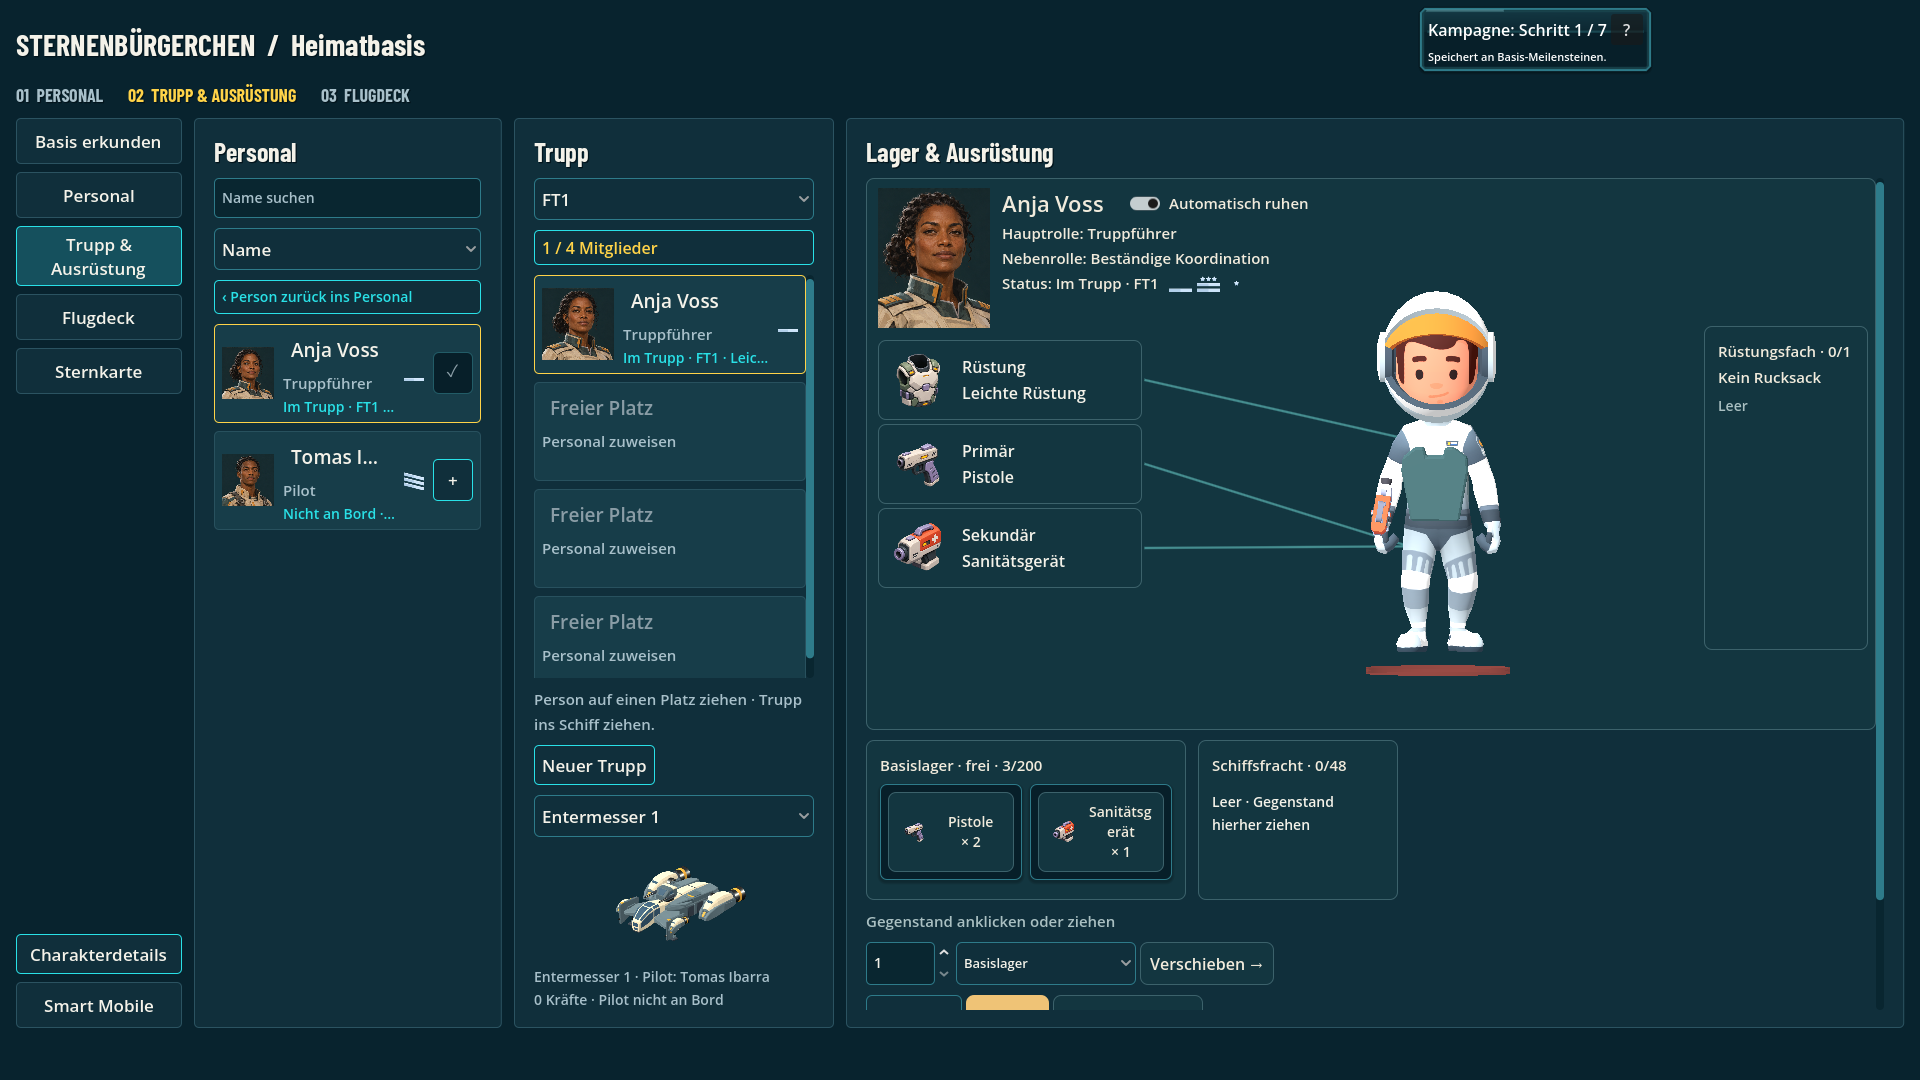 STERNENBÜRGERCHEN / Heimatbasis
Kampagne: Schritt 1 / 7 ?
Speichert an Basis-Meilensteinen.
01 PERSONAL 02 TRUPP & AUSRÜSTUNG 03 FLUGDECK
Basis erkunden
Personal
Trupp &
Ausrüstung
Flugdeck
Sternkarte
Charakterdetails
Smart Mobile
Personal
Name suchen
Name
‹ Person zurück ins Personal
Anja Voss
Truppführer
Im Trupp · FT1 ...
✓
Tomas I...
Pilot
Nicht an Bord ·...
+
Trupp
FT1
1 / 4 Mitglieder
Anja Voss
Truppführer
Im Trupp · FT1 · Leic...
Freier Platz
Personal zuweisen
Freier Platz
Personal zuweisen
Freier Platz
Personal zuweisen
Person auf einen Platz ziehen · Trupp
ins Schiff ziehen.
Neuer Trupp
Entermesser 1
Entermesser 1 · Pilot: Tomas Ibarra
0 Kräfte · Pilot nicht an Bord
Lager & Ausrüstung
Anja Voss
Automatisch ruhen
Hauptrolle: Truppführer
Nebenrolle: Beständige Koordination
Status: Im Trupp · FT1
Rüstung
Leichte Rüstung
Primär
Pistole
Sekundär
Sanitätsgerät
Rüstungsfach · 0/1
Kein Rucksack
Leer
Basislager · frei · 3/200
Pistole
× 2
Sanitätsg
erät
× 1
Schiffsfracht · 0/48
Leer · Gegenstand
hierher ziehen
Gegenstand anklicken oder ziehen
1
Basislager
Verschieben →